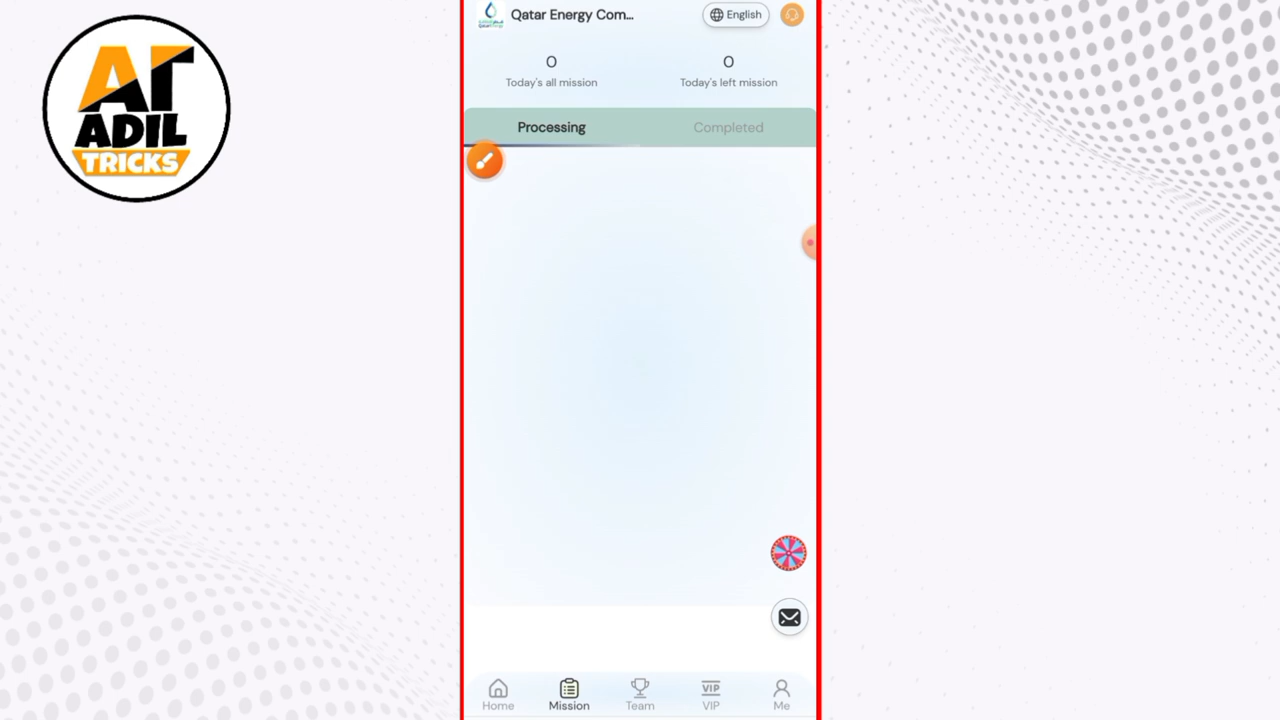 AT
ADIL
TRICKS
Qatar Energy Com...
English
0
0
Today's all mission
Today's left mission
Processing
Completed
VIP
Home
Mission
Team
VIP
Me